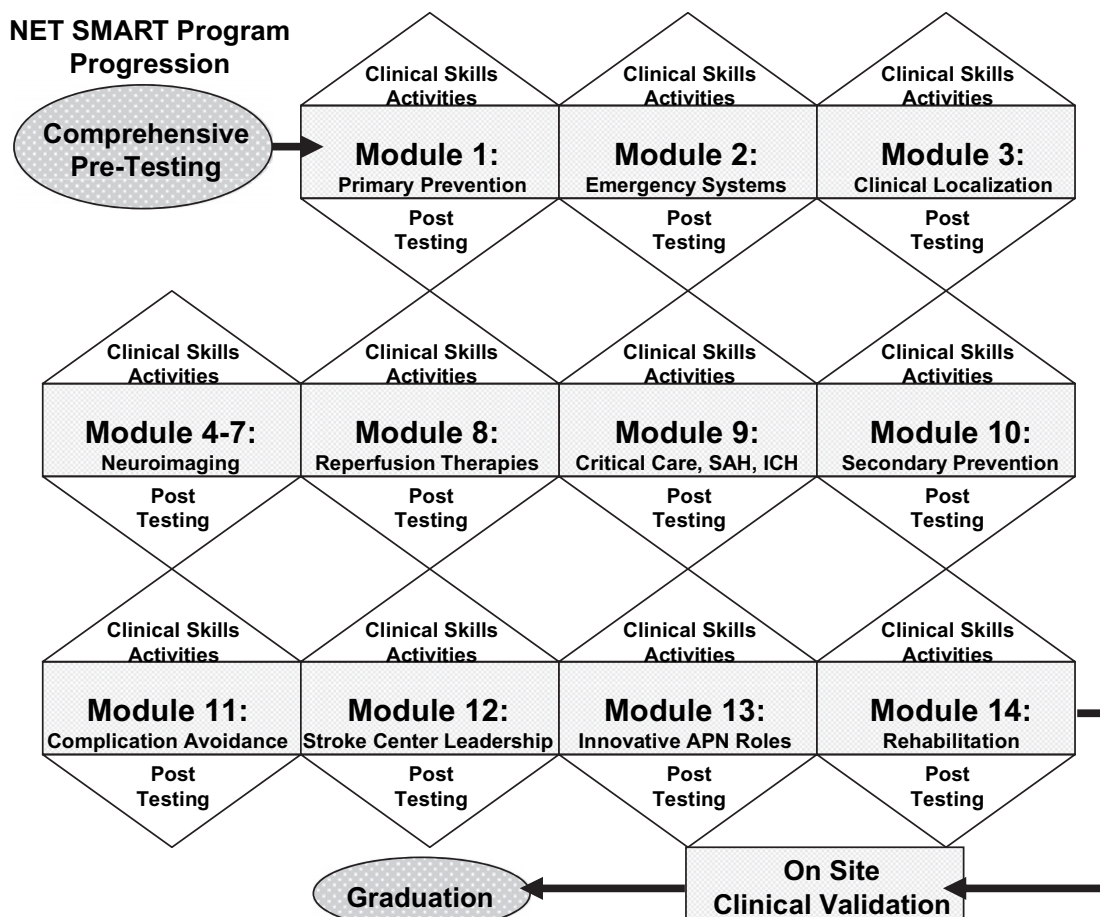 NET SMART Program
Progression
Comprehensive
Pre-Testing
Clinical Skills
Activities
Module 1:
Primary Prevention
Post
Testing
Clinical Skills
Activities
Module 2:
Emergency Systems
Post
Testing
Clinical Skills
Activities
Module 3:
Clinical Localization
Post
Testing
Clinical Skills
Activities
Module 4-7:
Neuroimaging
Post
Testing
Clinical Skills
Activities
Module 8:
Reperfusion Therapies
Post
Testing
Clinical Skills
Activities
Module 9:
Critical Care, SAH, ICH
Post
Testing
Clinical Skills
Activities
Module 10:
Secondary Prevention
Post
Testing
Clinical Skills
Activities
Module 11:
Complication Avoidance
Post
Testing
Clinical Skills
Activities
Module 12:
Stroke Center Leadership
Post
Testing
Clinical Skills
Activities
Module 13:
Innovative APN Roles
Post
Testing
Clinical Skills
Activities
Module 14:
Rehabilitation
Post
Testing
On Site
Clinical Validation
Graduation